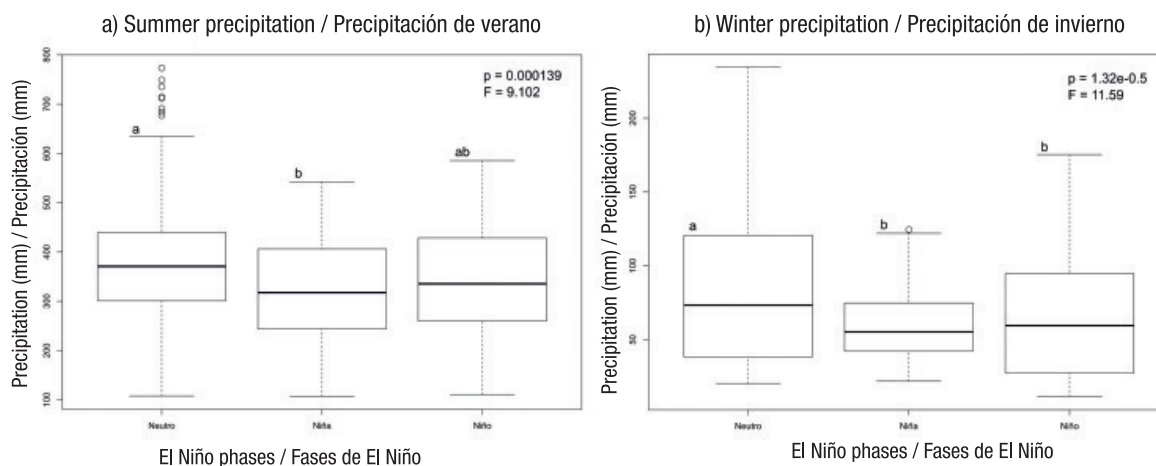 a) Summer precipitation / Precipitación de verano
Precipitation (mm) / Precipitación (mm)
800
700
600
500
400
300
200
100
p = 0.000139
F = 9.102
a
b
ab
Neutro
Niña
Niño
El Niño phases / Fases de El Niño
b) Winter precipitation / Precipitación de invierno
Precipitation (mm) / Precipitación (mm)
200
150
100
50
p = 1.32e-0.5
F = 11.59
a
b
b
Neutro
Niña
Niño
El Niño phases / Fases de El Niño